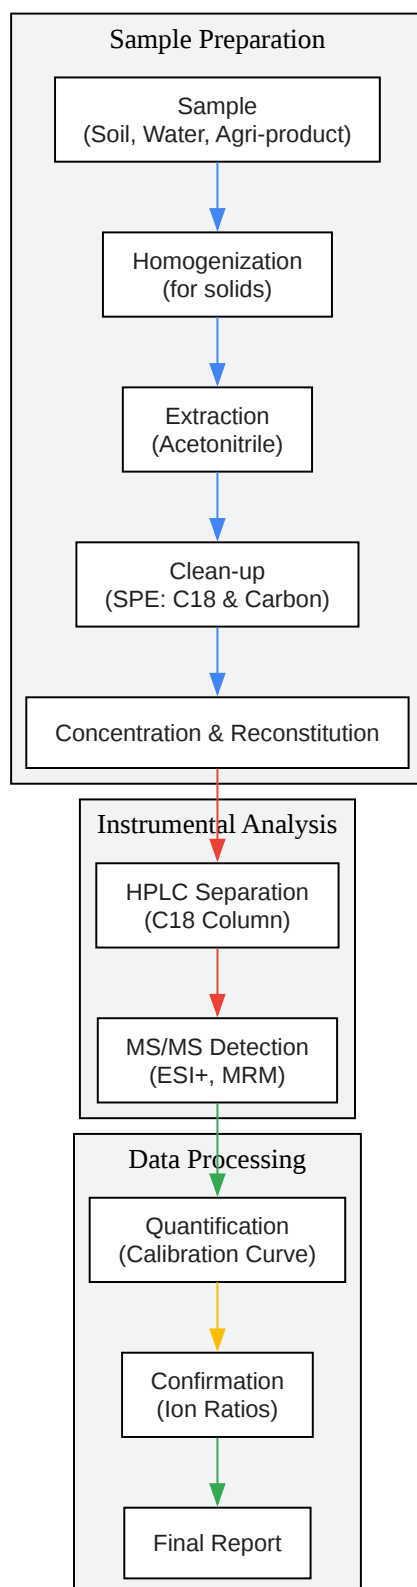 Sample Preparation
Sample
(Soil, Water, Agri-product)
Homogenization
(for solids)
Extraction
(Acetonitrile)
Clean-up
(SPE: C18 & Carbon)
Concentration & Reconstitution
Instrumental Analysis
HPLC Separation
(C18 Column)
MS/MS Detection
(ESI+, MRM)
Data Processing
Quantification
(Calibration Curve)
Confirmation
(Ion Ratios)
Final Report